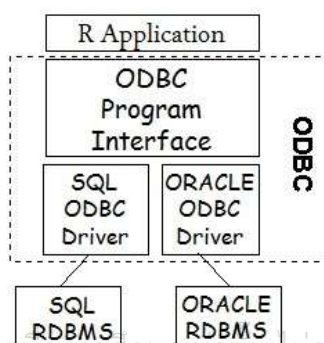 R Application
ODBC
Program
Interface
ODBC
SQL
ODBC
Driver
ORACLE
ODBC
Driver
SQL
RDBMS
ORACLE
RDBMS